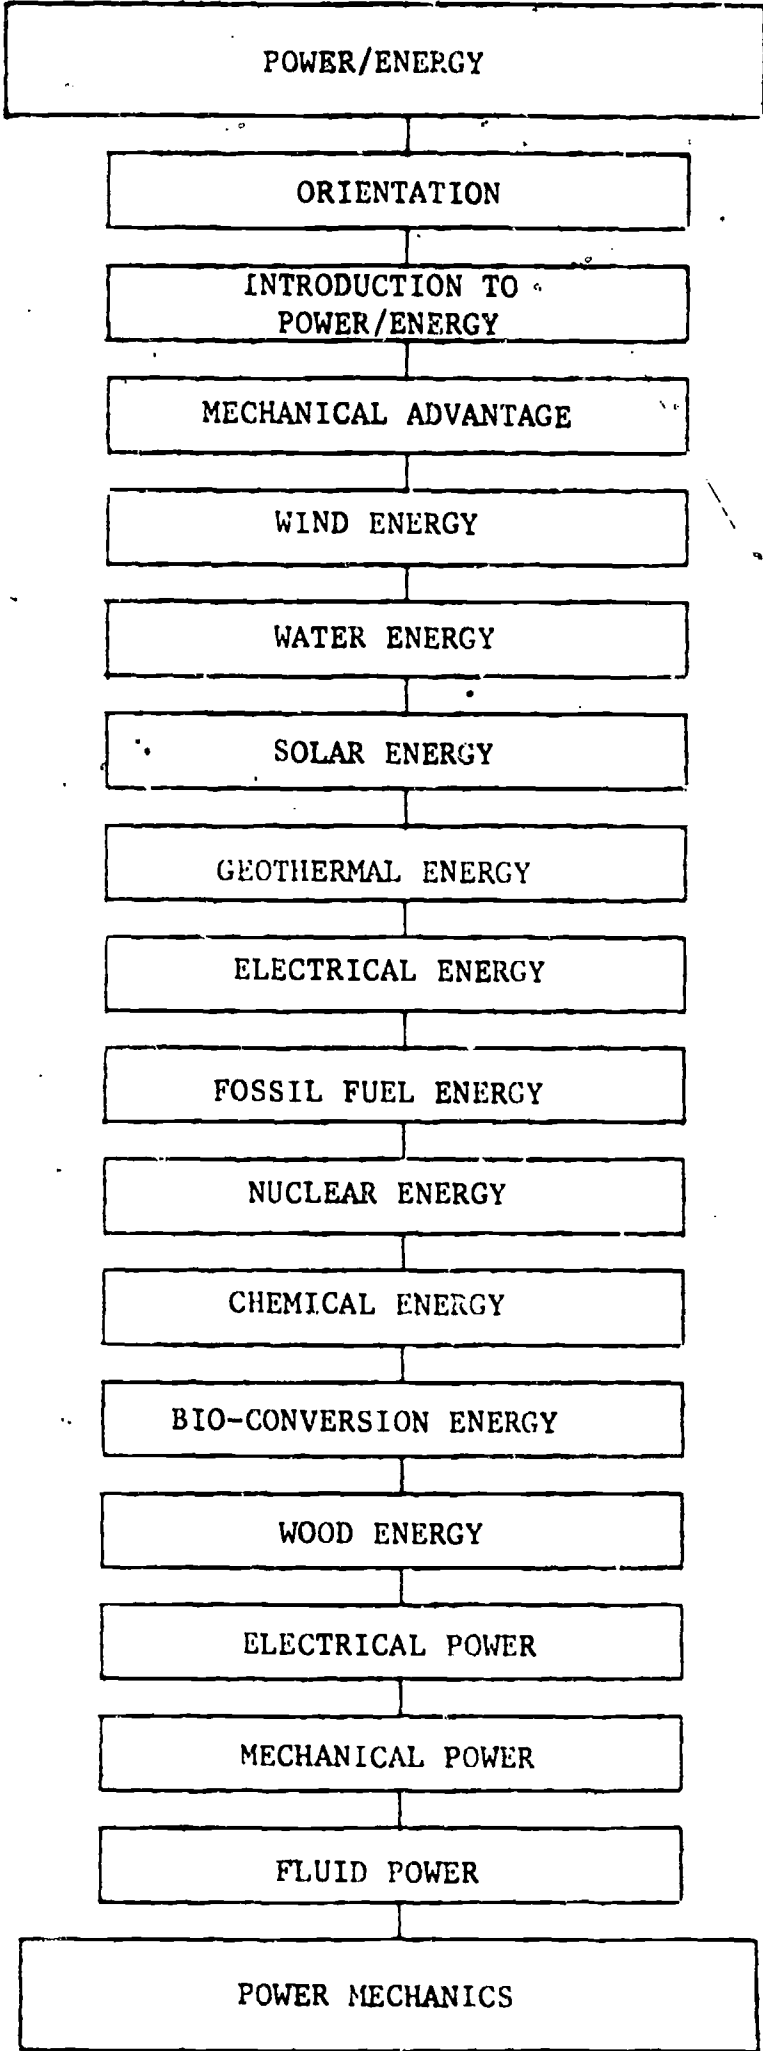 POWER/ENERGY
ORIENTATION
INTRODUCTION TO
POWER/ENERGY
MECHANICAL ADVANTAGE
WIND ENERGY
WATER ENERGY
SOLAR ENERGY
GEOTHERMAL ENERGY
ELECTRICAL ENERGY
FOSSIL FUEL ENERGY
NUCLEAR ENERGY
CHEMICAL ENERGY
BIO-CONVERSION ENERGY
WOOD ENERGY
ELECTRICAL POWER
MECHANICAL POWER
FLUID POWER
POWER MECHANICS